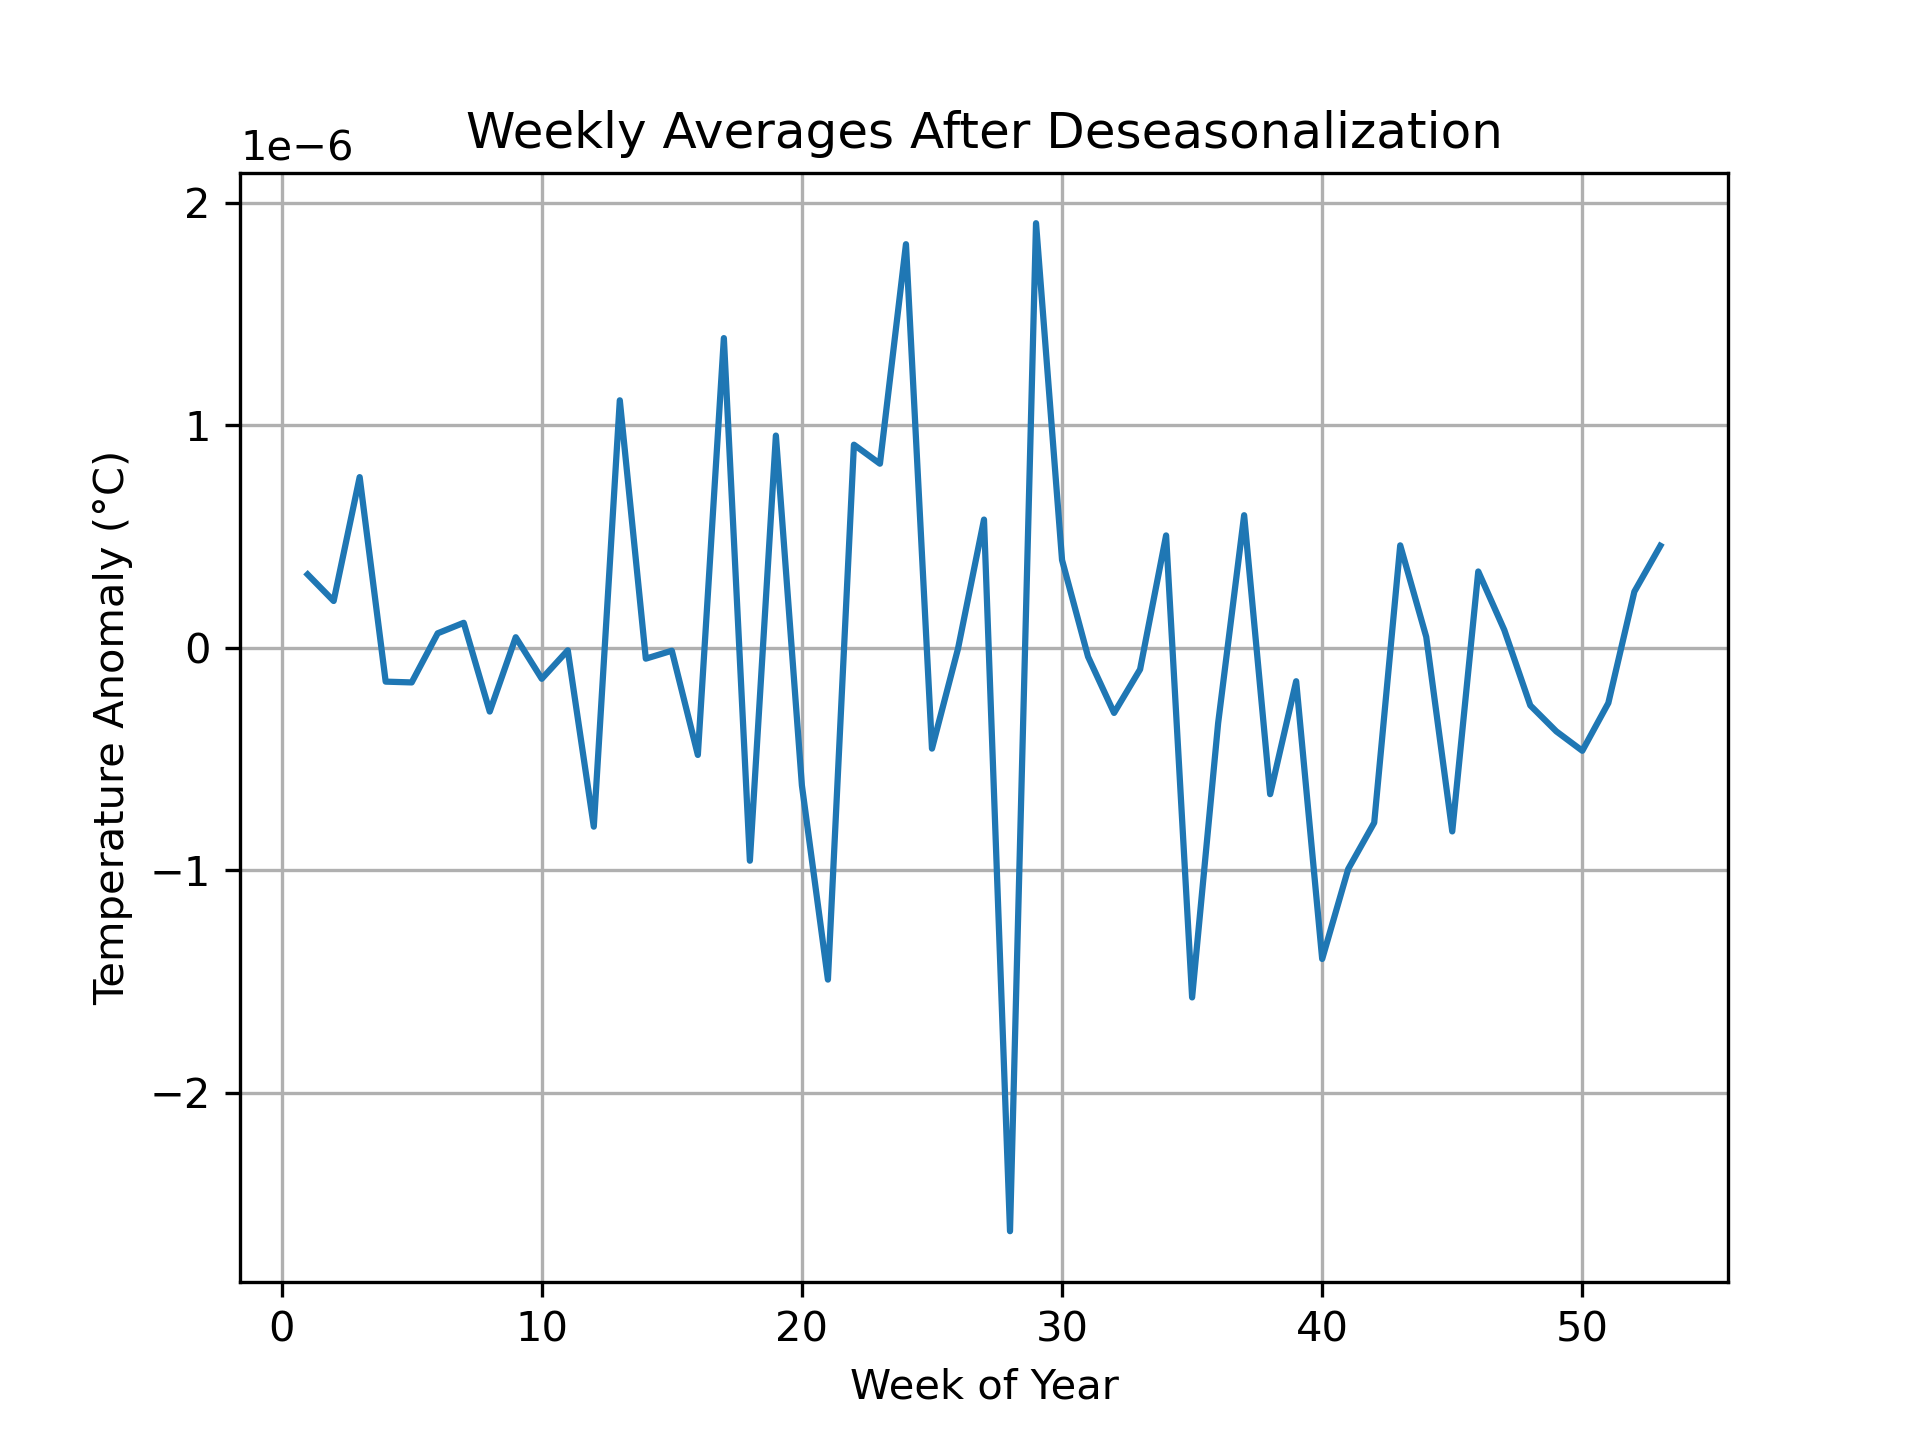 Weekly Averages After Deseasonalization
1e−6
2
1
0
−1
−2
Temperature Anomaly (°C)
0 10 20 30 40 50
Week of Year